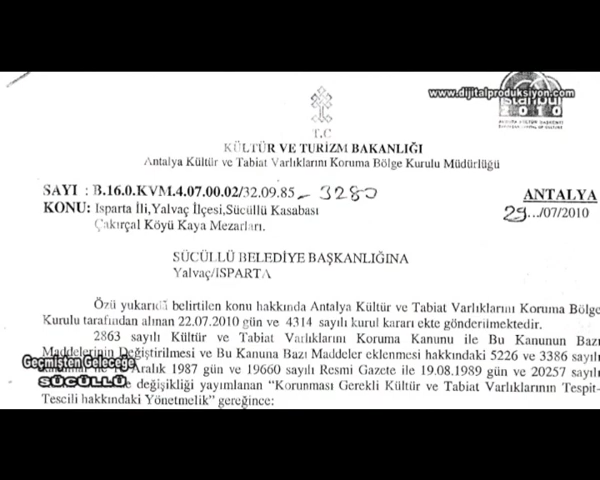 www.dijitalproduksiyon.com
istanbul
2010
T.C
KÜLTÜR VE TURİZM BAKANLIĞI
Antalya Kültür ve Tabiat Varlıklarını Koruma Bölge Kurulu Müdürlüğü
SAYI : B.16.0.KVM.4.07.00.02/32.09.85 – 3280
ANTALYA
KONU: Isparta İli,Yalvaç İlçesi,Sücüllü Kasabası
29.../07/2010
Çakırçal Köyü Kaya Mezarları.
SÜCÜLLÜ BELEDİYE BAŞKANLIĞINA
Yalvaç/ISPARTA
Özü yukarıda belirtilen konu hakkında Antalya Kültür ve Tabiat Varlıklarını Koruma Bölge
Kurulu tarafından alınan 22.07.2010 gün ve 4314 sayılı kurul kararı ekte gönderilmektedir.
2863 sayılı Kültür ve Tabiat Varlıklarını Koruma Kanunu ile Bu Kanunun Bazı
Maddelerinin Değiştirilmesi ve Bu Kanuna Bazı Maddeler eklenmesi hakkındaki 5226 ve 3386 sayılı
Aralık 1987 gün ve 19660 sayılı Resmi Gazete ile 19.08.1989 gün ve 20257 sayılı
değişikliği yayımlanan “Korunması Gerekli Kültür ve Tabiat Varlıklarının Tespit-
Tescili hakkındaki Yönetmelik” gereğince:
Geçmişten Geleceğe
SÜCÜLLÜ